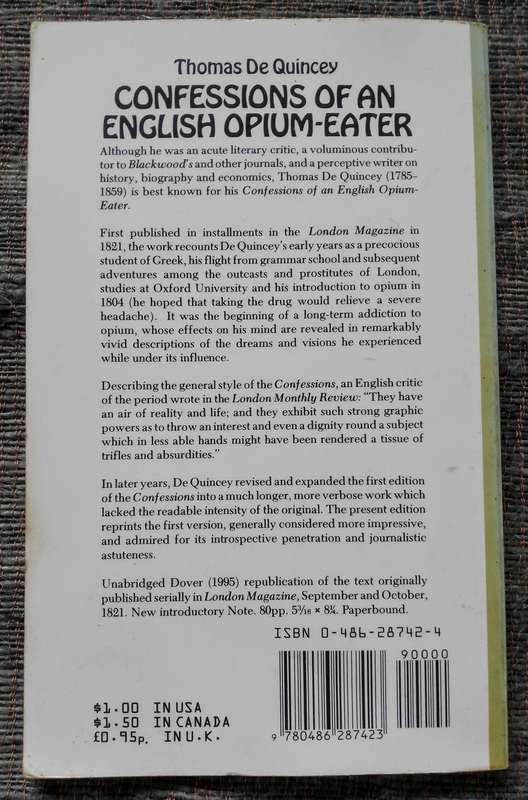 Thomas De Quincey
CONFESSIONS OF AN
ENGLISH OPIUM-EATER
Although he was an acute literary critic, a voluminous contribu-
tor to Blackwood's and other journals, and a perceptive writer on
history, biography and economics, Thomas De Quincey (1785–
1859) is best known for his Confessions of an English Opium-
Eater.
First published in installments in the London Magazine in
1821, the work recounts De Quincey's early years as a precocious
student of Greek, his flight from grammar school and subsequent
adventures among the outcasts and prostitutes of London,
studies at Oxford University and his introduction to opium in
1804 (he hoped that taking the drug would relieve a severe
headache). It was the beginning of a long-term addiction to
opium, whose effects on his mind are revealed in remarkably
vivid descriptions of the dreams and visions he experienced
while under its influence.
Describing the general style of the Confessions, an English critic
of the period wrote in the London Monthly Review: "They have
an air of reality and life; and they exhibit such strong graphic
powers as to throw an interest and even a dignity round a subject
which in less able hands might have been rendered a tissue of
trifles and absurdities."
In later years, De Quincey revised and expanded the first edition
of the Confessions into a much longer, more verbose work which
lacked the readable intensity of the original. The present edition
reprints the first version, generally considered more impressive,
and admired for its introspective penetration and journalistic
astuteness.
Unabridged Dover (1995) republication of the text originally
published serially in London Magazine, September and October,
1821. New introductory Note. 80pp. 5³⁄₁₆ × 8¼. Paperbound.
ISBN 0-486-28742-4
90000
$1.00 IN USA
$1.50 IN CANADA
£0.95p. IN U.K.
9 780486 287423